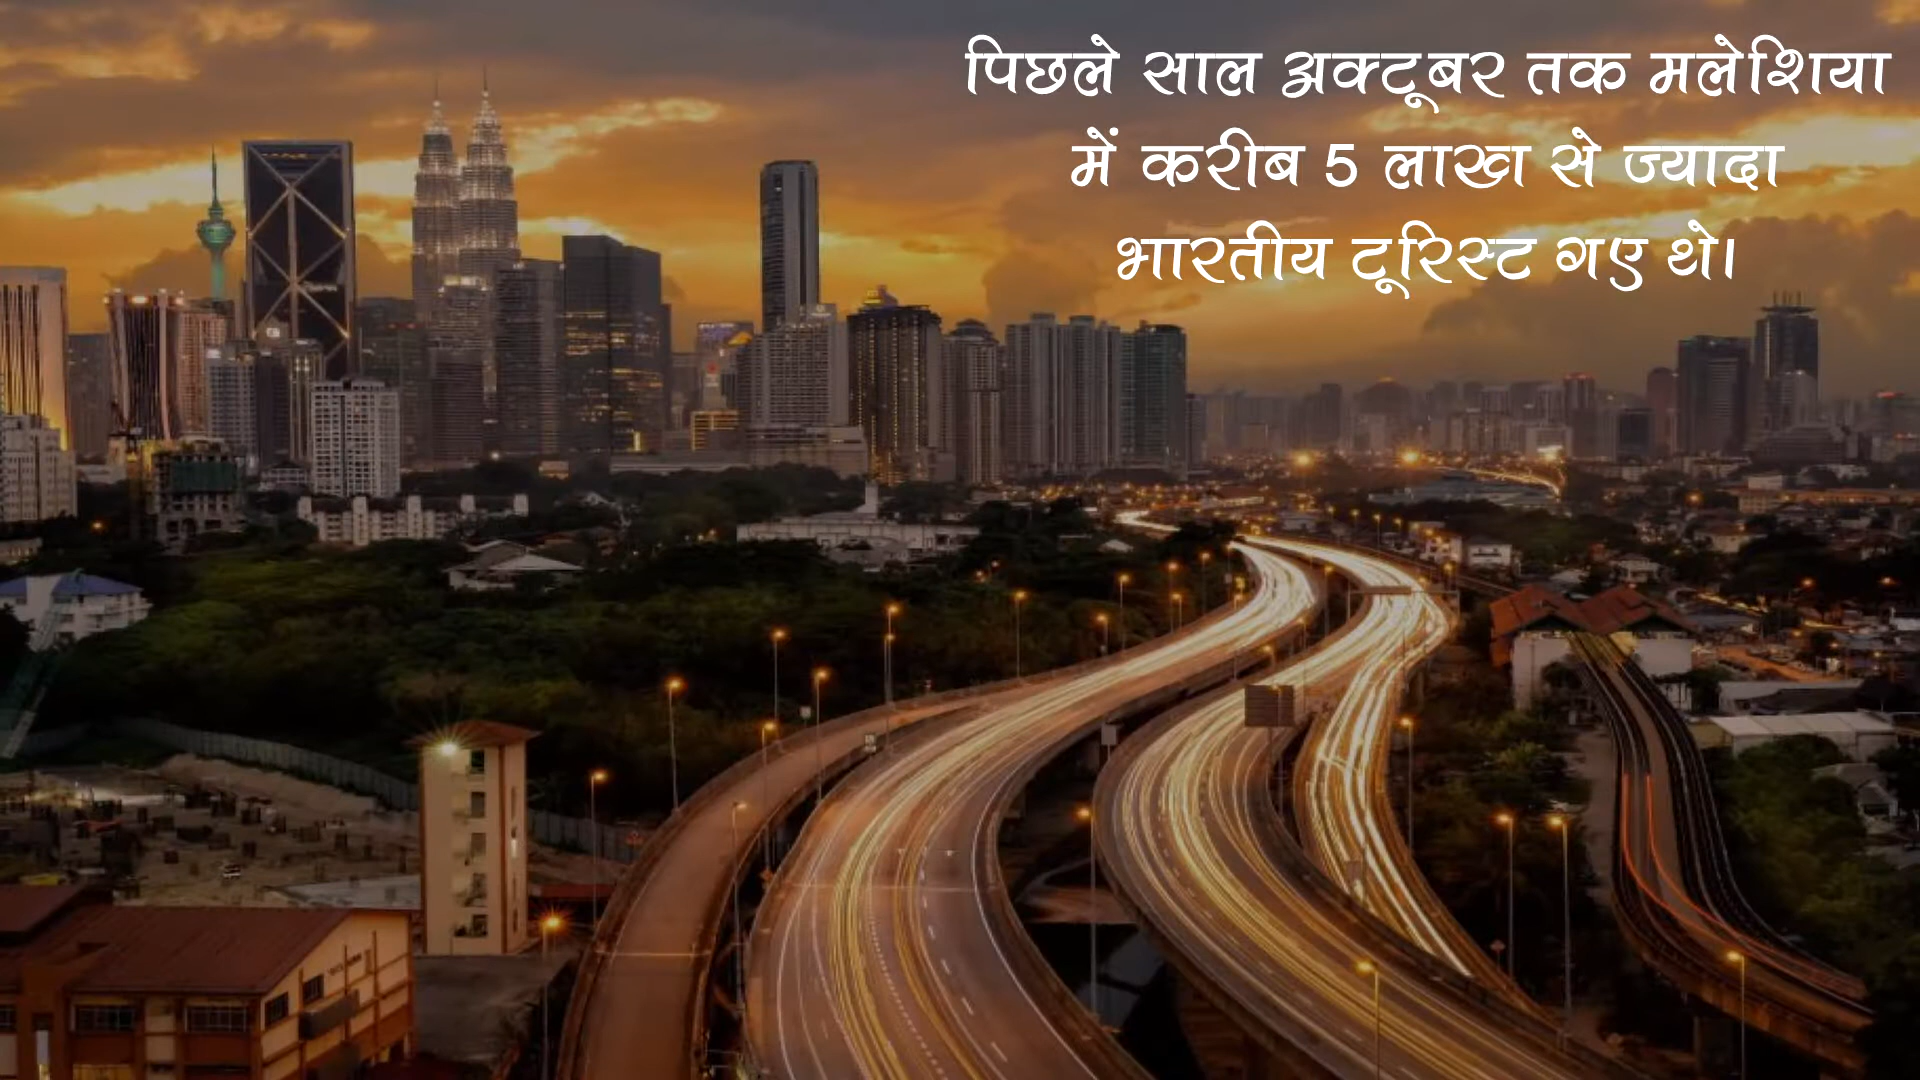 पिछले साल अक्टूबर तक मलेशिया
में करीब 5 लाख से ज्यादा
भारतीय टूरिस्ट गए थे।